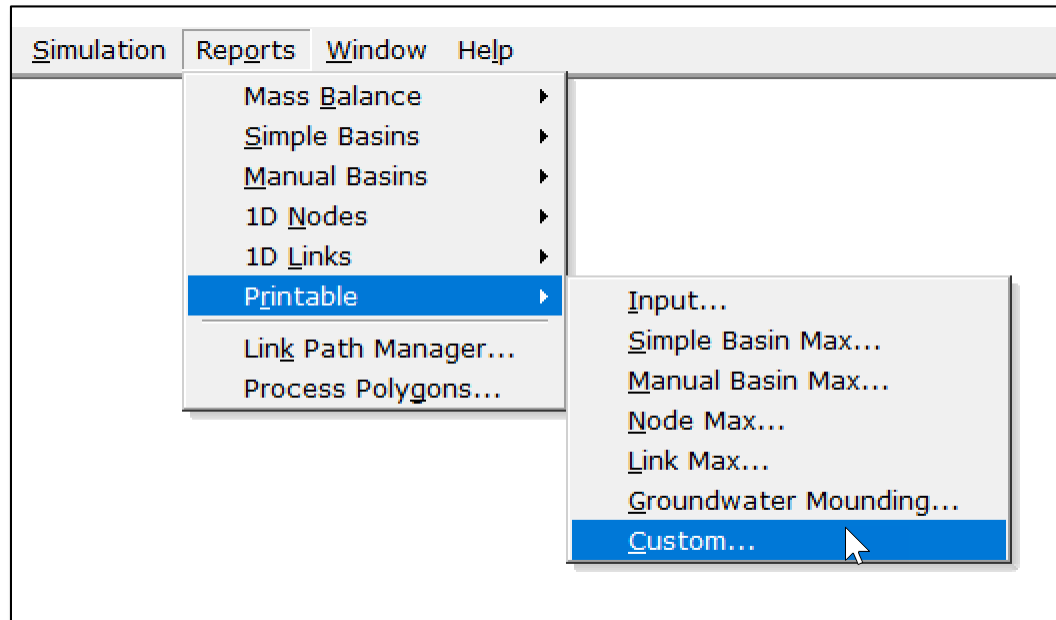 Simulation Reports Window Help
Mass Balance
Simple Basins
Manual Basins
1D Nodes
1D Links
Printable
Link Path Manager...
Process Polygons...
Input...
Simple Basin Max...
Manual Basin Max...
Node Max...
Link Max...
Groundwater Mounding...
Custom...